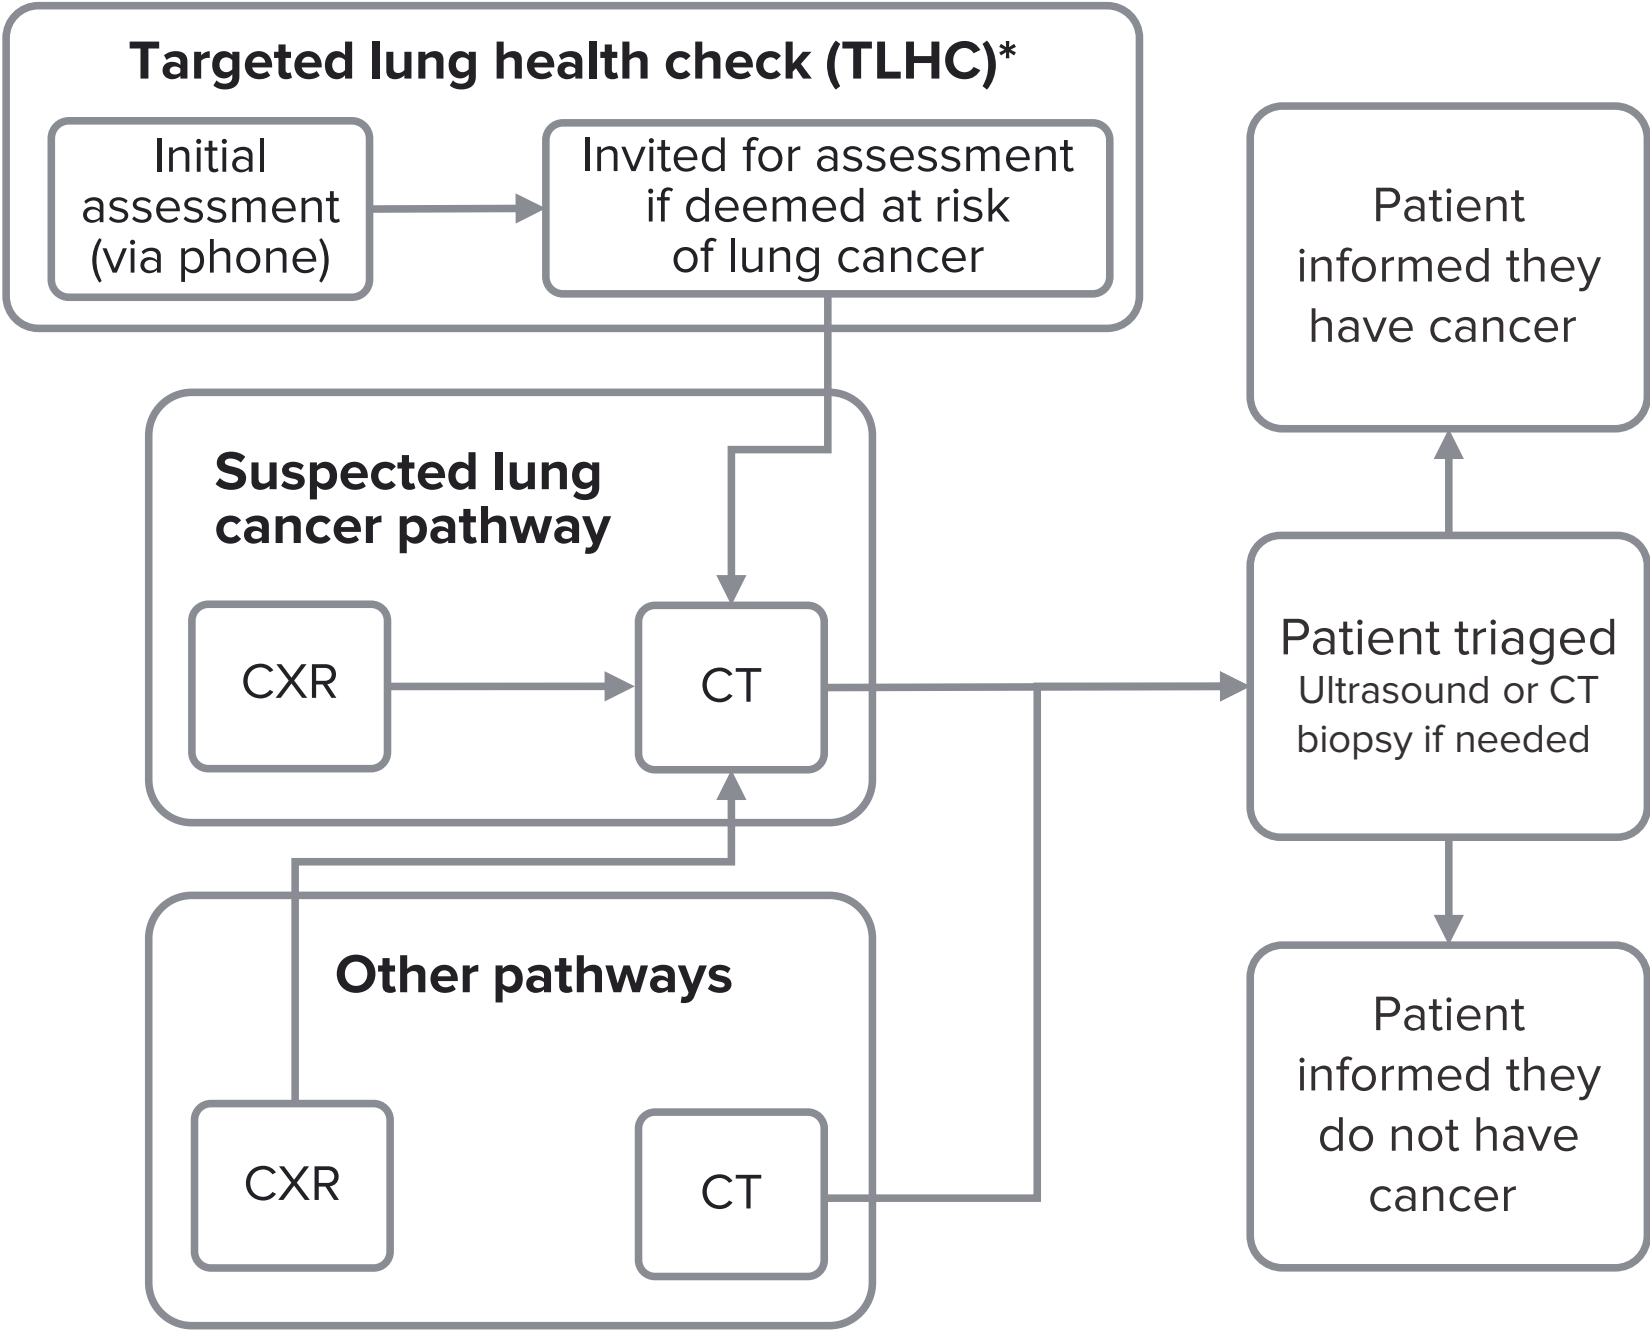 Targeted lung health check (TLHC)*
Initial
assessment
(via phone)
Invited for assessment
if deemed at risk
of lung cancer
Suspected lung
cancer pathway
CXR
CT
Other pathways
CXR
CT
Patient
informed they
have cancer
Patient triaged
Ultrasound or CT
biopsy if needed
Patient
informed they
do not have
cancer